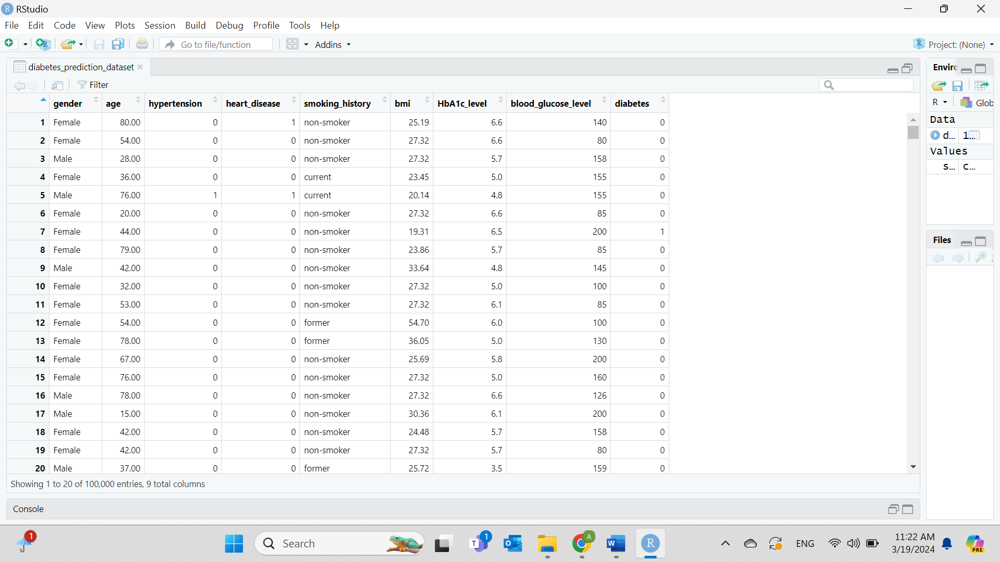 RStudio
File Edit Code View Plots Session Build Debug Profile Tools Help
Go to file/function Addins Project: (None)
diabetes_prediction_dataset
Filter
gender age hypertension heart_disease smoking_history bmi HbA1c_level blood_glucose_level diabetes
1 Female 80.00 0 1 non-smoker 25.19 6.6 140 0
2 Female 54.00 0 0 non-smoker 27.32 6.6 80 0
3 Male 28.00 0 0 non-smoker 27.32 5.7 158 0
4 Female 36.00 0 0 current 23.45 5.0 155 0
5 Male 76.00 1 1 current 20.14 4.8 155 0
6 Female 20.00 0 0 non-smoker 27.32 6.6 85 0
7 Female 44.00 0 0 non-smoker 19.31 6.5 200 1
8 Female 79.00 0 0 non-smoker 23.86 5.7 85 0
9 Male 42.00 0 0 non-smoker 33.64 4.8 145 0
10 Female 32.00 0 0 non-smoker 27.32 5.0 100 0
11 Female 53.00 0 0 non-smoker 27.32 6.1 85 0
12 Female 54.00 0 0 former 54.70 6.0 100 0
13 Female 78.00 0 0 former 36.05 5.0 130 0
14 Female 67.00 0 0 non-smoker 25.69 5.8 200 0
15 Female 76.00 0 0 non-smoker 27.32 5.0 160 0
16 Male 78.00 0 0 non-smoker 27.32 6.6 126 0
17 Male 15.00 0 0 non-smoker 30.36 6.1 200 0
18 Female 42.00 0 0 non-smoker 24.48 5.7 158 0
19 Female 42.00 0 0 non-smoker 27.32 5.7 80 0
20 Male 37.00 0 0 former 25.72 3.5 159 0
Showing 1 to 20 of 100,000 entries, 9 total columns
Console
Enviro
R Glob
Data
d... 1...
Values
s... c...
Files
1
Search
1
A
ENG
11:22 AM
3/19/2024
PRE